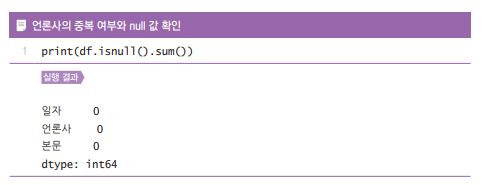 언론사의 중복 여부와 null 값 확인
1 print(df.isnull().sum())
실행 결과
일자 0
언론사 0
본문 0
dtype: int64